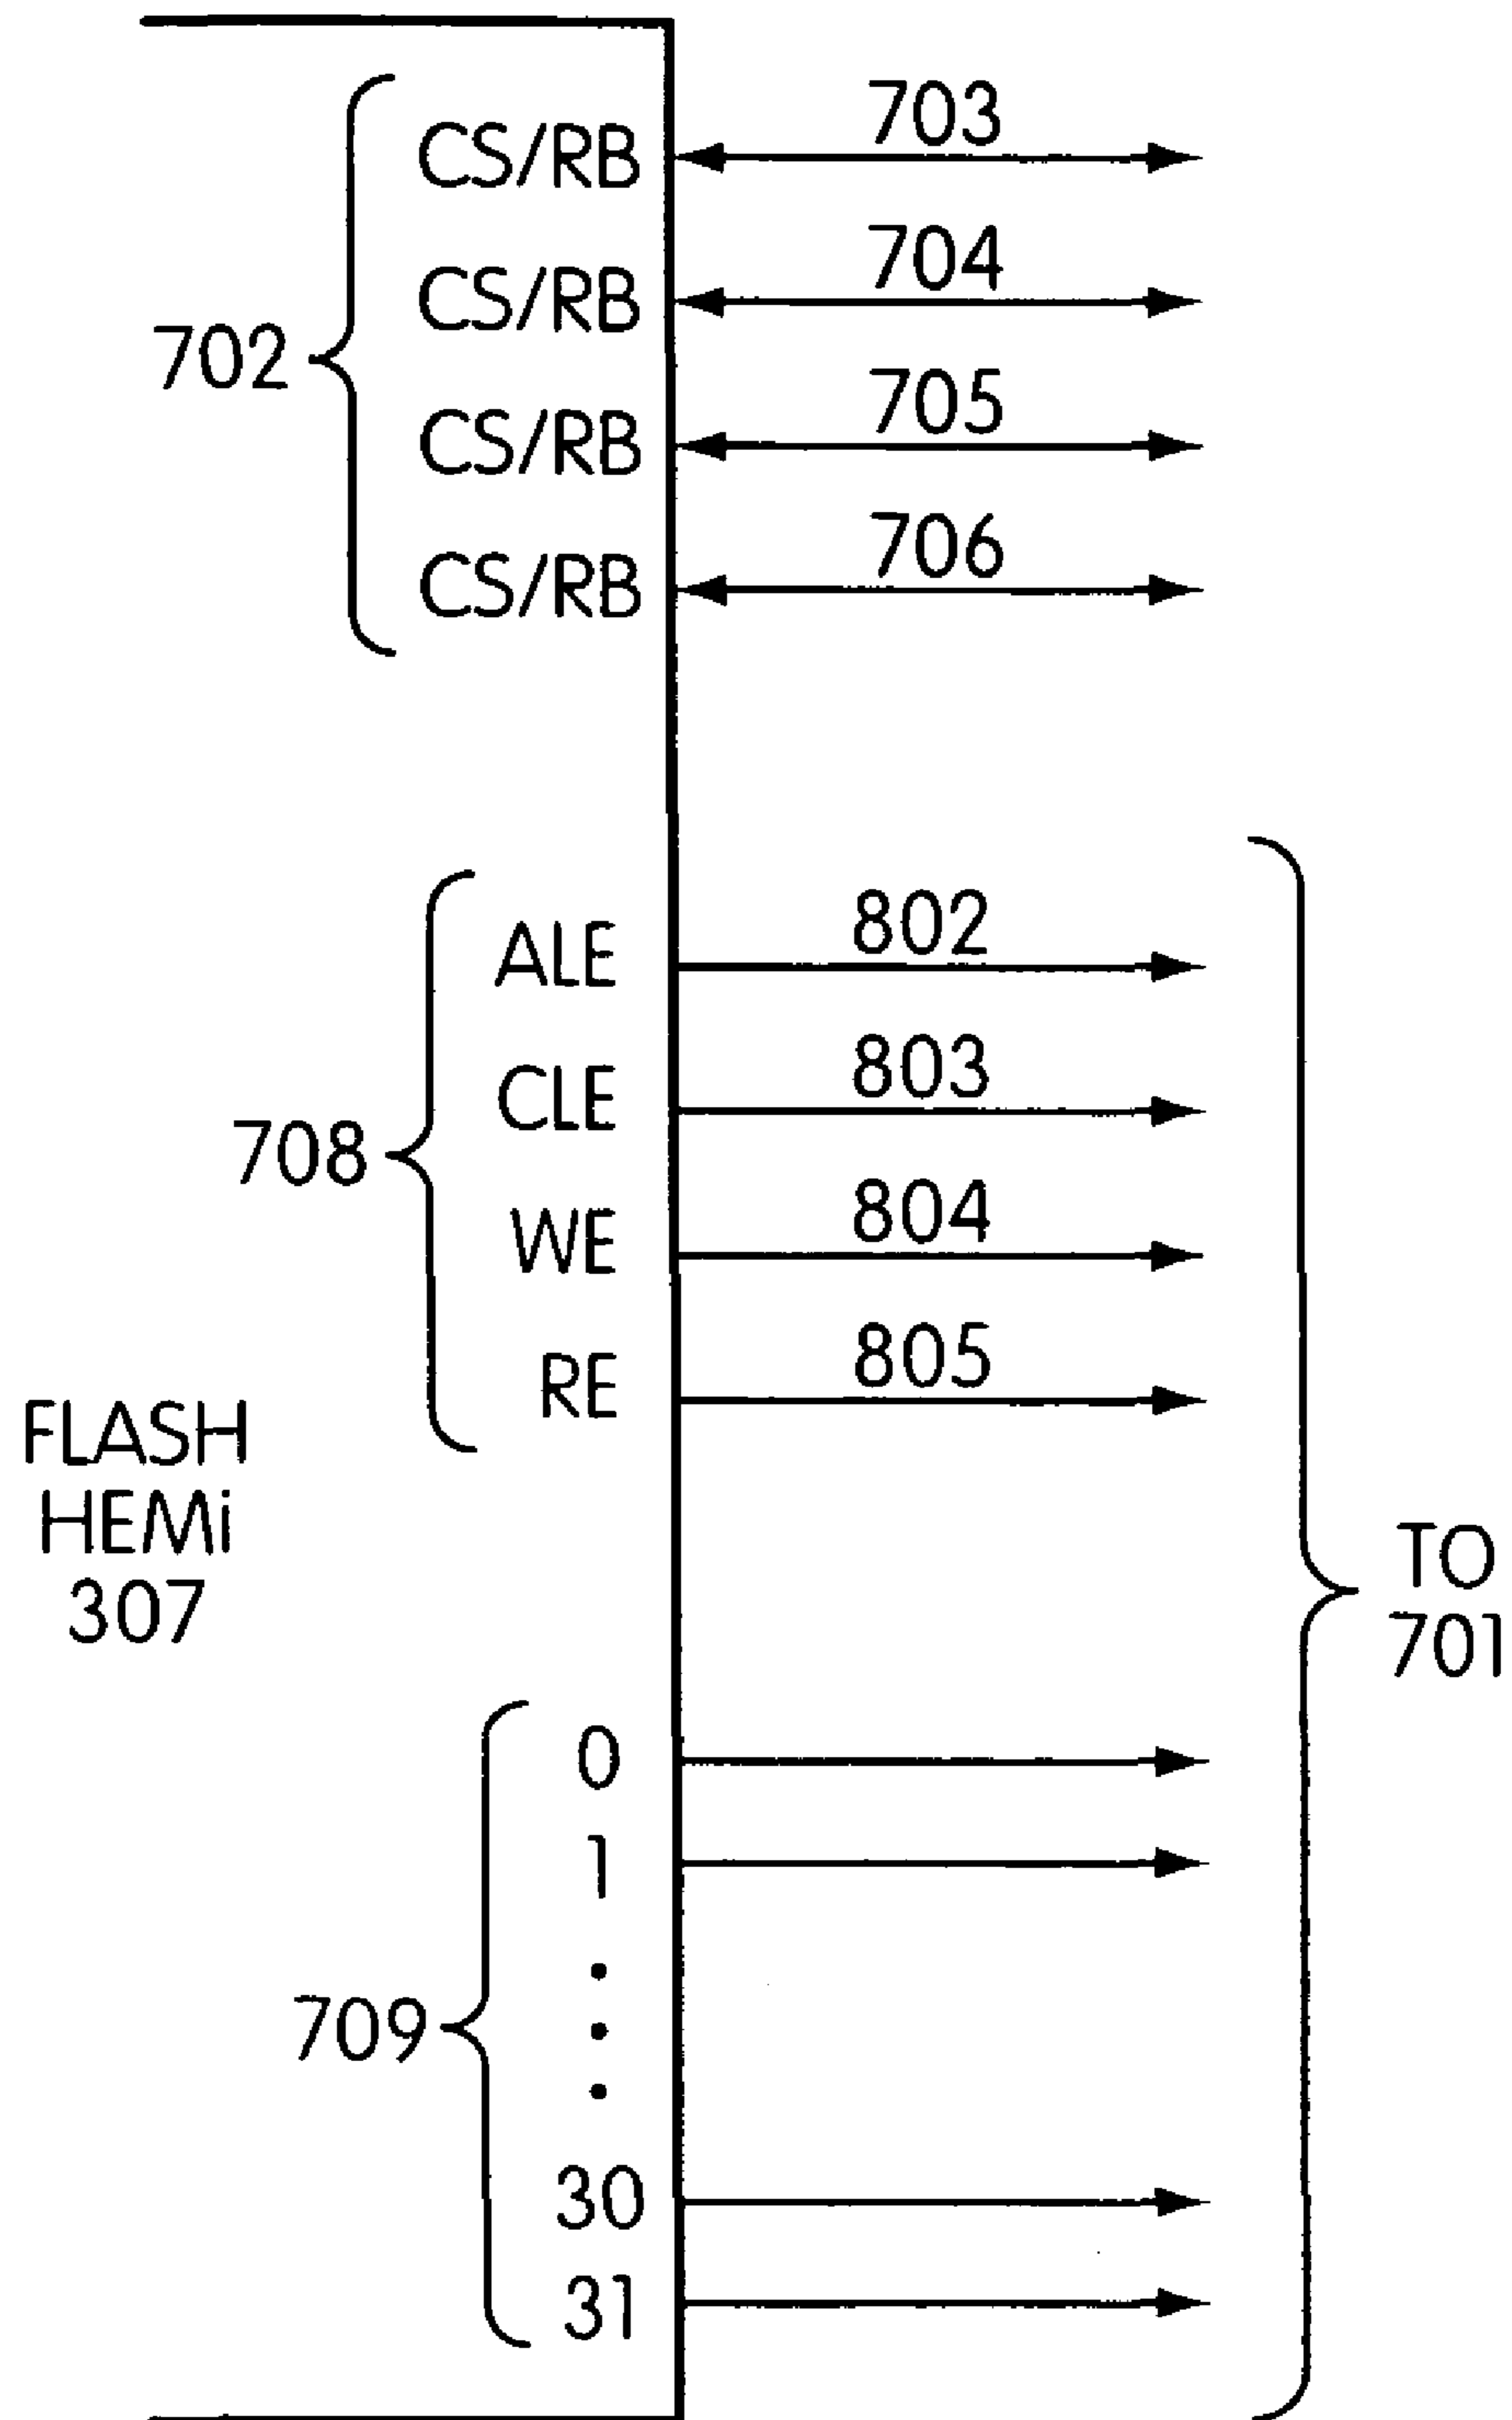 703
CS/RB
704
CS/RB
702
705
CS/RB
706
CS/RB
802
ALE
803
CLE
708
804
WE
805
RE
FLASH
HEMi
307
TO
701
0
1
709
30
31